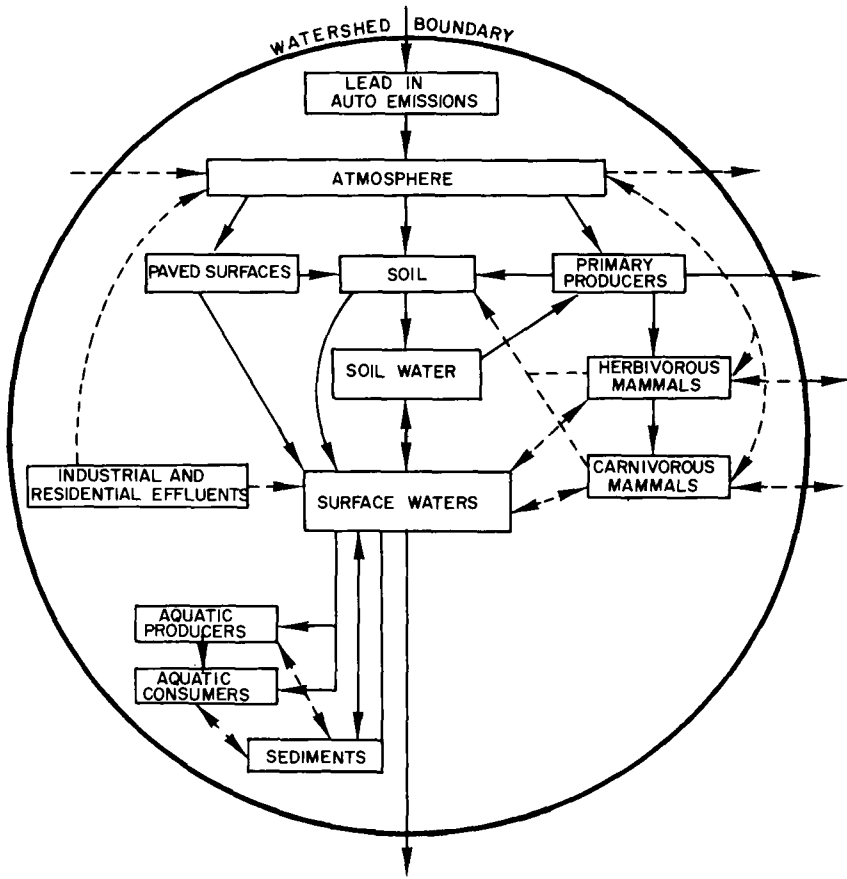 WATERSHED BOUNDARY
LEAD IN
AUTO EMISSIONS
ATMOSPHERE
PAVED SURFACES
SOIL
PRIMARY
PRODUCERS
SOIL WATER
HERBIVOROUS
MAMMALS
INDUSTRIAL AND
RESIDENTIAL EFFLUENTS
SURFACE WATERS
CARNIVOROUS
MAMMALS
AQUATIC
PRODUCERS
AQUATIC
CONSUMERS
SEDIMENTS